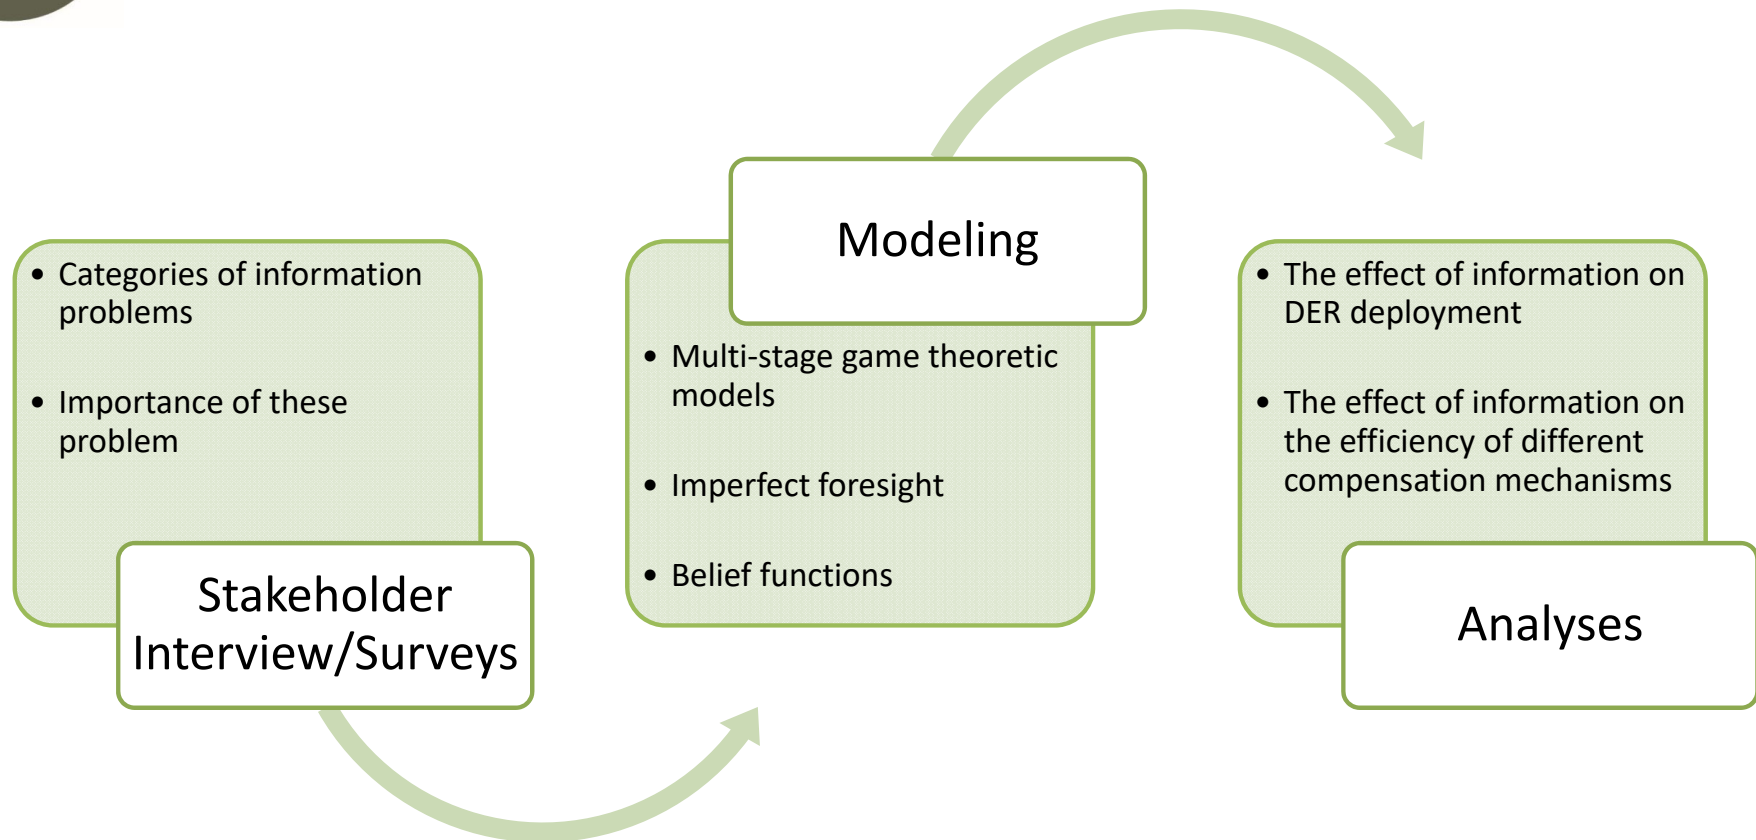 • Categories of information
problems
• Importance of these
problem
Stakeholder
Interview/Surveys
Modeling
• Multi-stage game theoretic
models
• Imperfect foresight
• Belief functions
• The effect of information on
DER deployment
• The effect of information on
the efficiency of different
compensation mechanisms
Analyses